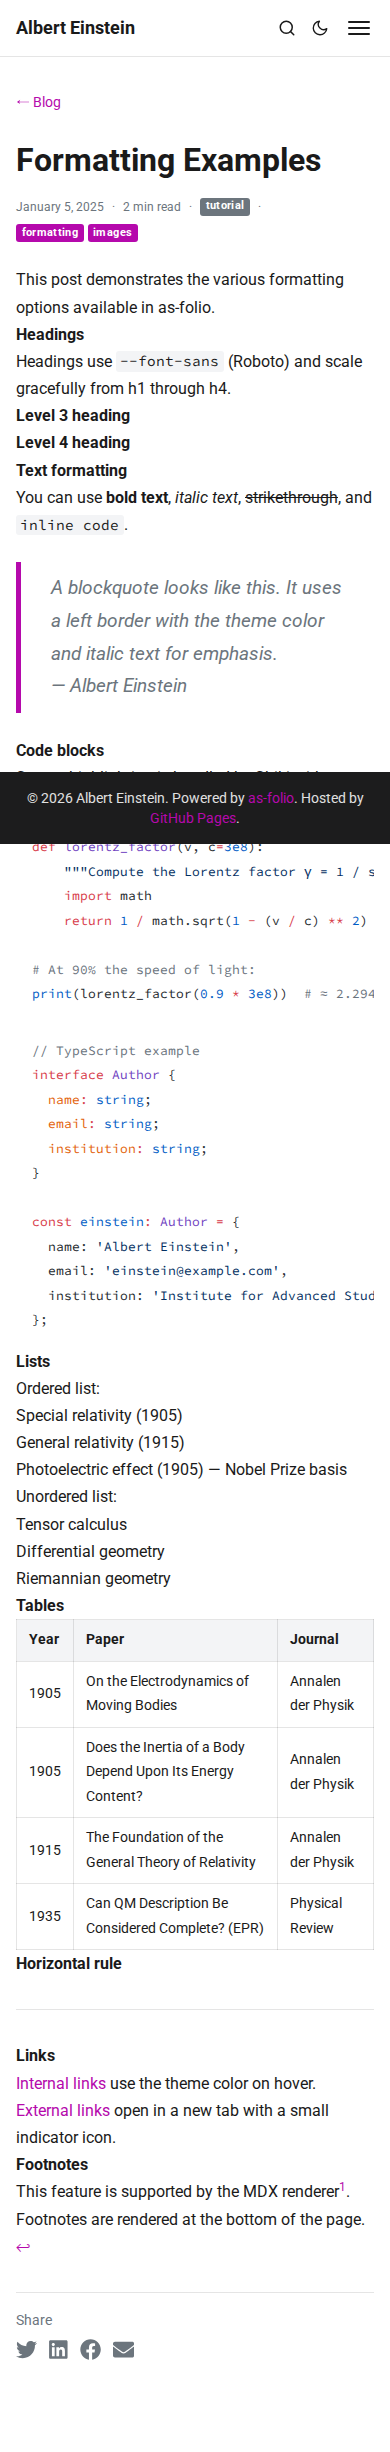 Albert Einstein
← Blog
Formatting Examples
January 5, 2025 · 2 min read · tutorial ·
formatting images
This post demonstrates the various formatting
options available in as-folio.
Headings
Headings use --font-sans (Roboto) and scale
gracefully from h1 through h4.
Level 3 heading
Level 4 heading
Text formatting
You can use bold text, italic text, strikethrough, and
inline code.
A blockquote looks like this. It uses
a left border with the theme color
and italic text for emphasis.
— Albert Einstein
Code blocks
© 2026 Albert Einstein. Powered by as-folio. Hosted by
GitHub Pages.
def lorentz_factor(v, c=3e8):
"""Compute the Lorentz factor γ = 1 / s
import math
return 1 / math.sqrt(1 - (v / c) ** 2)
# At 90% the speed of light:
print(lorentz_factor(0.9 * 3e8)) # ≈ 2.294
// TypeScript example
interface Author {
name: string;
email: string;
institution: string;
}
const einstein: Author = {
name: 'Albert Einstein',
email: 'einstein@example.com',
institution: 'Institute for Advanced Stud
};
Lists
Ordered list:
Special relativity (1905)
General relativity (1915)
Photoelectric effect (1905) — Nobel Prize basis
Unordered list:
Tensor calculus
Differential geometry
Riemannian geometry
Tables
Year Paper Journal
1905 On the Electrodynamics of Moving Bodies Annalen der Physik
1905 Does the Inertia of a Body Depend Upon Its Energy Content? Annalen der Physik
1915 The Foundation of the General Theory of Relativity Annalen der Physik
1935 Can QM Description Be Considered Complete? (EPR) Physical Review
Horizontal rule
Links
Internal links use the theme color on hover.
External links open in a new tab with a small
indicator icon.
Footnotes
This feature is supported by the MDX renderer1.
Footnotes are rendered at the bottom of the page.
↩
Share